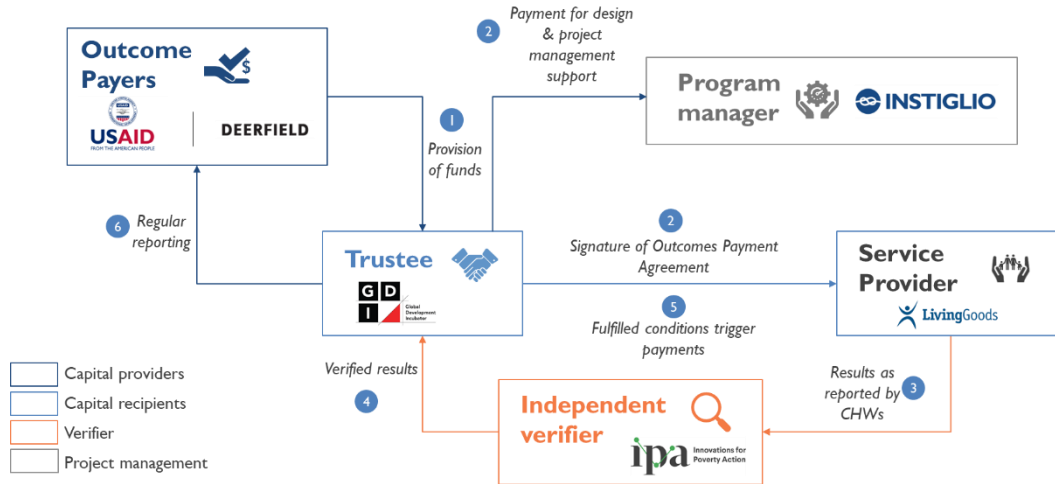 Outcome
Payers
$
USAID
FROM THE AMERICAN PEOPLE
DEERFIELD
2
Payment for design
& project
management
support
Program
manager
INSTIGLIO
1
Provision
of funds
6
Regular
reporting
Trustee
GDI
Global
Development
Incubator
2
Signature of Outcomes Payment
Agreement
5
Fulfilled conditions trigger
payments
Service
Provider
LivingGoods
Verified results
4
Results as
reported by
CHWs
3
Independent
verifier
ipa
Innovations for
Poverty Action
Capital providers
Capital recipients
Verifier
Project management